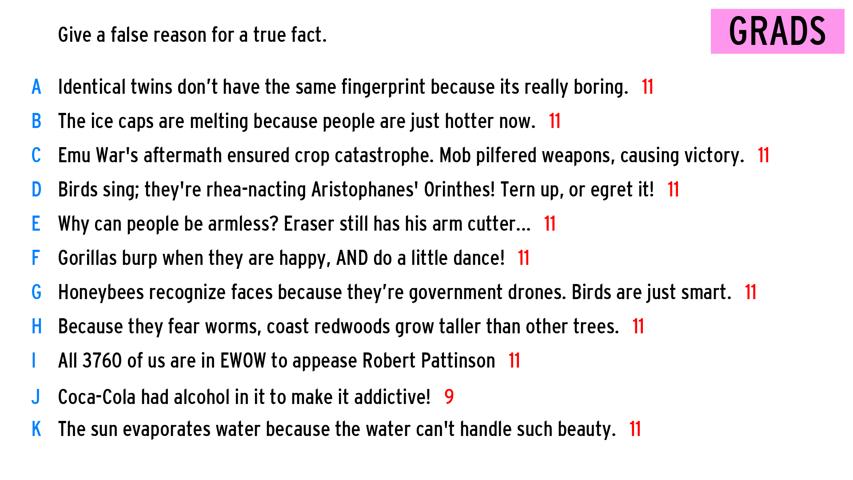 Give a false reason for a true fact.
GRADS
A Identical twins don’t have the same fingerprint because its really boring. 11
B The ice caps are melting because people are just hotter now. 11
C Emu War's aftermath ensured crop catastrophe. Mob pilfered weapons, causing victory. 11
D Birds sing; they're rhea-nacting Aristophanes' Orinthes! Tern up, or egret it! 11
E Why can people be armless? Eraser still has his arm cutter... 11
F Gorillas burp when they are happy, AND do a little dance! 11
G Honeybees recognize faces because they’re government drones. Birds are just smart. 11
H Because they fear worms, coast redwoods grow taller than other trees. 11
I All 3760 of us are in EWOW to appease Robert Pattinson 11
J Coca-Cola had alcohol in it to make it addictive! 9
K The sun evaporates water because the water can't handle such beauty. 11